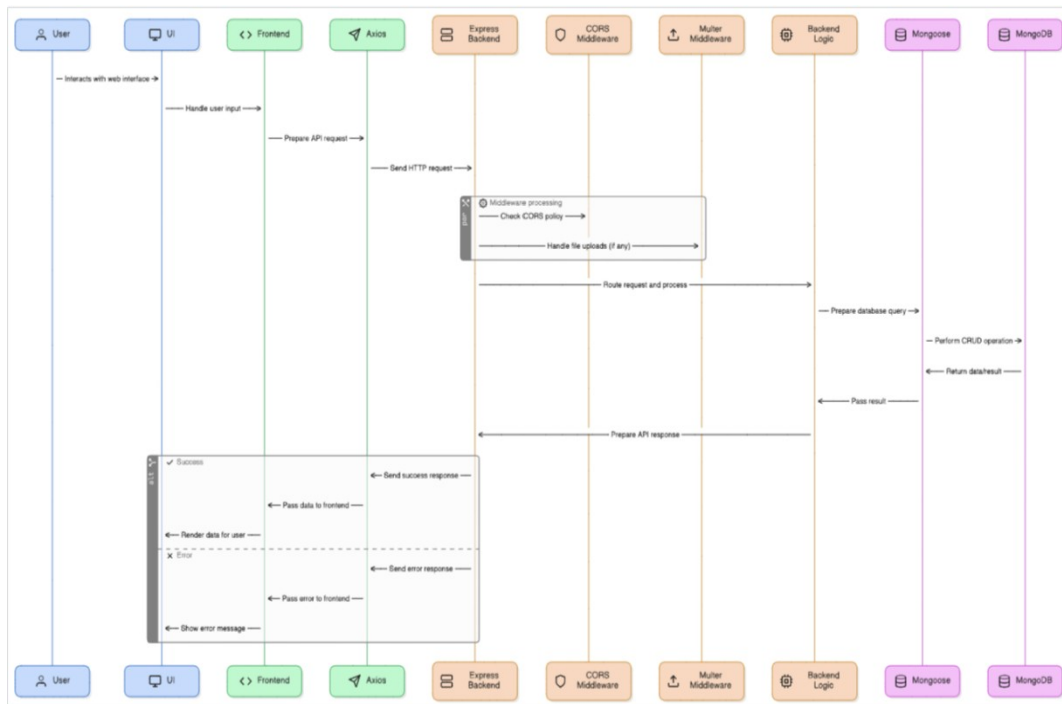 User
UI
Frontend
Axios
Express
Backend
CORS
Middleware
Multer
Middleware
Backend
Logic
Mongoose
MongoDB
Interacts with web interface
Handle user input
Prepare API request
Send HTTP request
par
Middleware processing
Check CORS policy
Handle file uploads (if any)
Route request and process
Prepare database query
Perform CRUD operation
Return data/result
Pass result
Prepare API response
alt
Success
Send success response
Pass data to frontend
Render data for user
Error
Send error response
Pass error to frontend
Show error message
User
UI
Frontend
Axios
Express
Backend
CORS
Middleware
Multer
Middleware
Backend
Logic
Mongoose
MongoDB